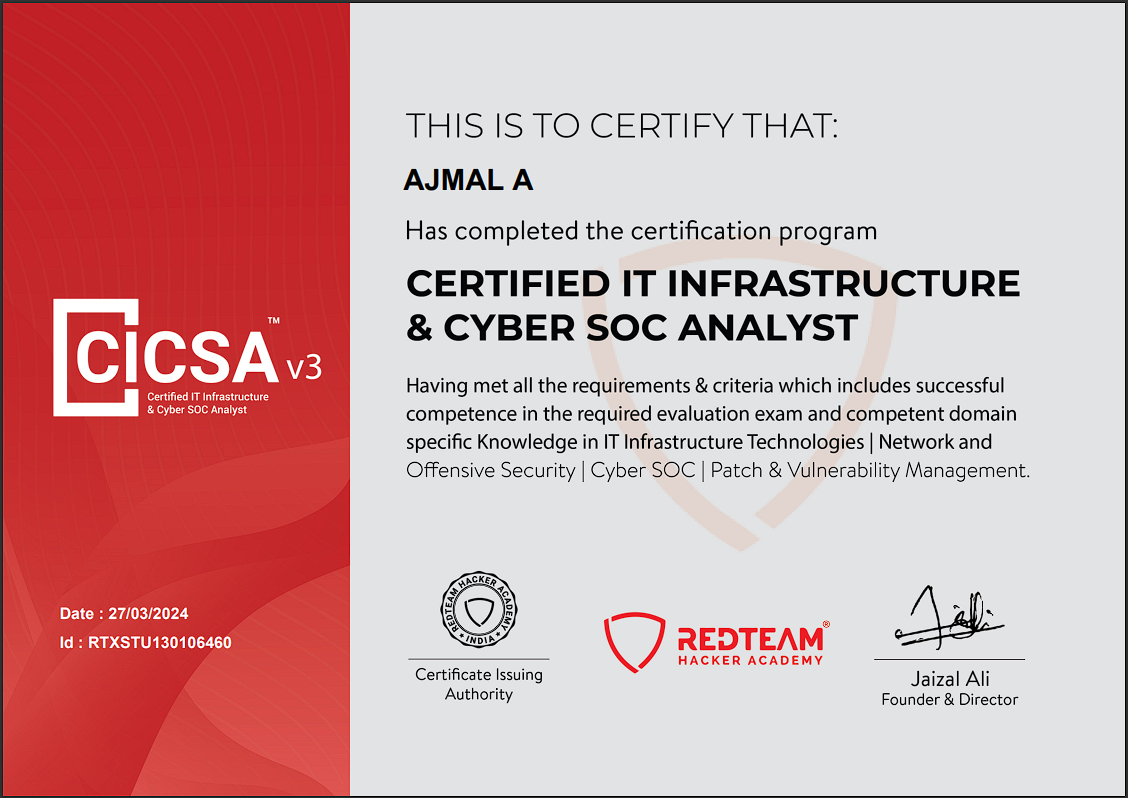 THIS IS TO CERTIFY THAT:
AJMAL A
Has completed the certification program
CERTIFIED IT INFRASTRUCTURE
& CYBER SOC ANALYST
Having met all the requirements & criteria which includes successful
competence in the required evaluation exam and competent domain
specific Knowledge in IT Infrastructure Technologies | Network and
Offensive Security | Cyber SOC | Patch & Vulnerability Management.
CiCSA™ v3
Certified IT Infrastructure
& Cyber SOC Analyst
Date : 27/03/2024
Id : RTXSTU130106460
REDTEAM HACKER ACADEMY
* INDIA *
Certificate Issuing
Authority
REDTEAM®
HACKER ACADEMY
Jaizal Ali
Founder & Director